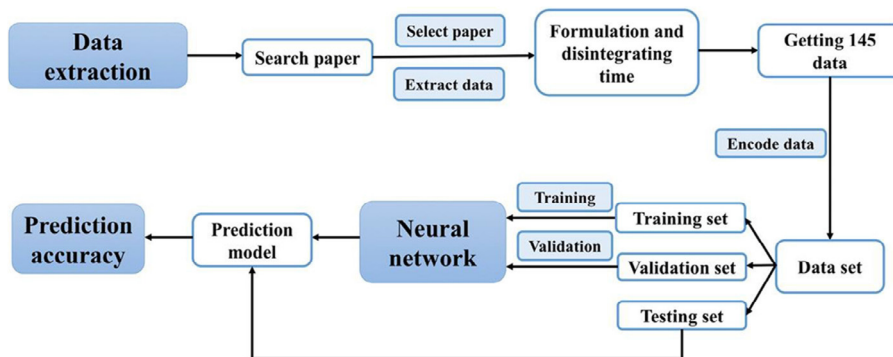 Data
extraction
Search paper
Select paper
Extract data
Formulation and
disintegrating
time
Getting 145
data
Encode data
Prediction
accuracy
Prediction
model
Neural
network
Training
Validation
Training set
Validation set
Testing set
Data set